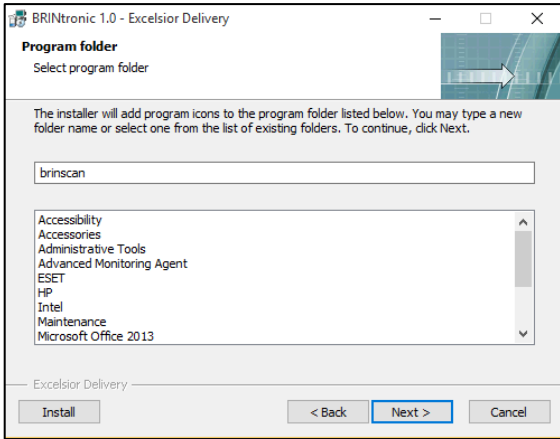 BRINtronic 1.0 - Excelsior Delivery
Program folder
Select program folder
The installer will add program icons to the program folder listed below. You may type a new
folder name or select one from the list of existing folders. To continue, click Next.
brinscan
Accessibility
Accessories
Administrative Tools
Advanced Monitoring Agent
ESET
HP
Intel
Maintenance
Microsoft Office 2013
Excelsior Delivery
Install
< Back
Next >
Cancel